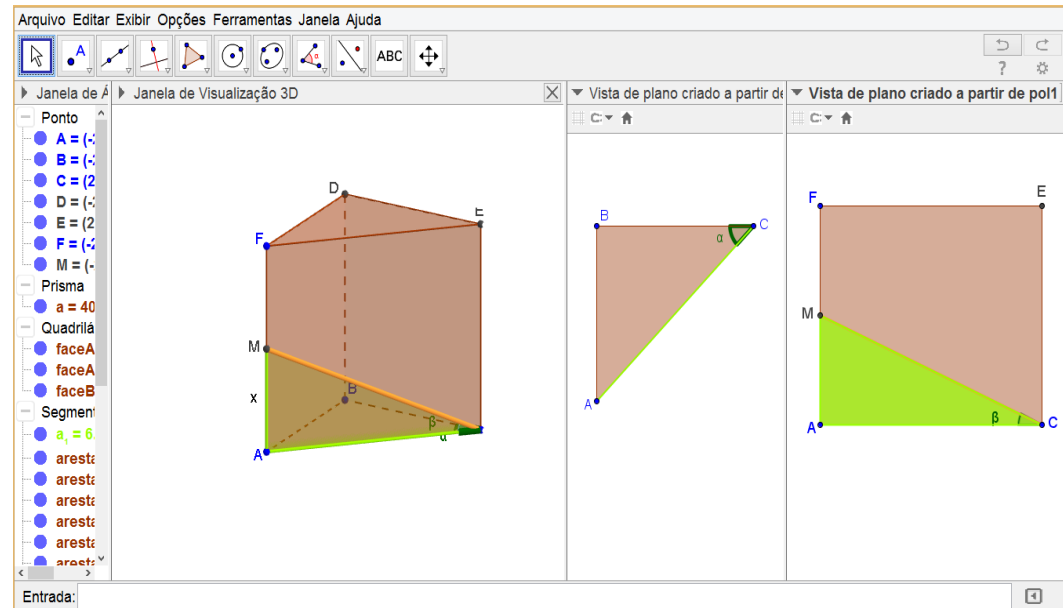 Arquivo Editar Exibir Opções Ferramentas Janela Ajuda
A
α
ABC
?
Janela de Á
Janela de Visualização 3D
Vista de plano criado a partir de
Vista de plano criado a partir de pol1
Ponto
A = (-
B = (-
C = (2
D = (-
E = (2
F = (-2
M = (-
Prisma
a = 40
Quadrilá
faceA
faceA
faceB
Segment
a₁ = 6.
aresta
aresta
aresta
aresta
aresta
aresta
D
F
M
x
B
β
α
A
B
C
α
A
F
E
M
β
A
C
Entrada: